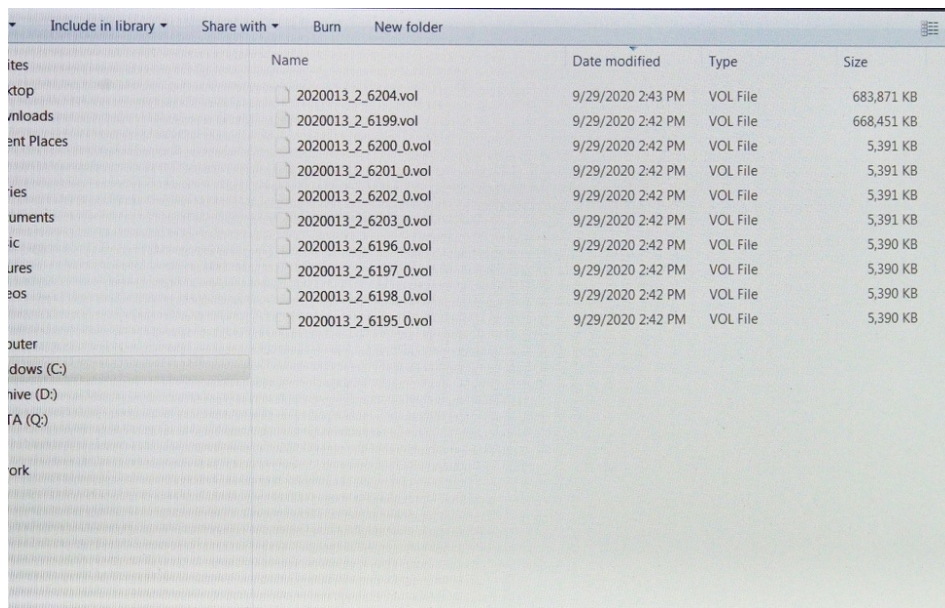 Include in library Share with Burn New folder
ites
ktop
vnloads
ent Places
ries
uments
ic
ures
eos
outer
dows (C:)
hive (D:)
TA (Q:)
ork
Name Date modified Type Size
2020013_2_6204.vol 9/29/2020 2:43 PM VOL File 683,871 KB
2020013_2_6199.vol 9/29/2020 2:42 PM VOL File 668,451 KB
2020013_2_6200_0.vol 9/29/2020 2:42 PM VOL File 5,391 KB
2020013_2_6201_0.vol 9/29/2020 2:42 PM VOL File 5,391 KB
2020013_2_6202_0.vol 9/29/2020 2:42 PM VOL File 5,391 KB
2020013_2_6203_0.vol 9/29/2020 2:42 PM VOL File 5,391 KB
2020013_2_6196_0.vol 9/29/2020 2:42 PM VOL File 5,390 KB
2020013_2_6197_0.vol 9/29/2020 2:42 PM VOL File 5,390 KB
2020013_2_6198_0.vol 9/29/2020 2:42 PM VOL File 5,390 KB
2020013_2_6195_0.vol 9/29/2020 2:42 PM VOL File 5,390 KB